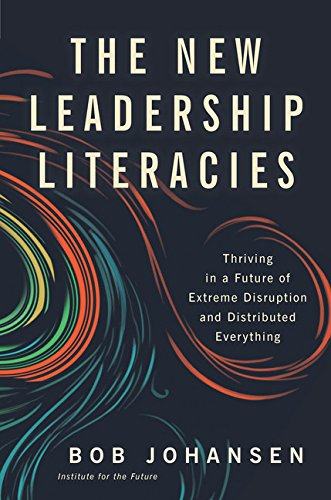 THE NEW
LEADERSHIP
LITERACIES
Thriving
in a Future of
Extreme Disruption
and Distributed
Everything
BOB JOHANSEN
Institute for the Future